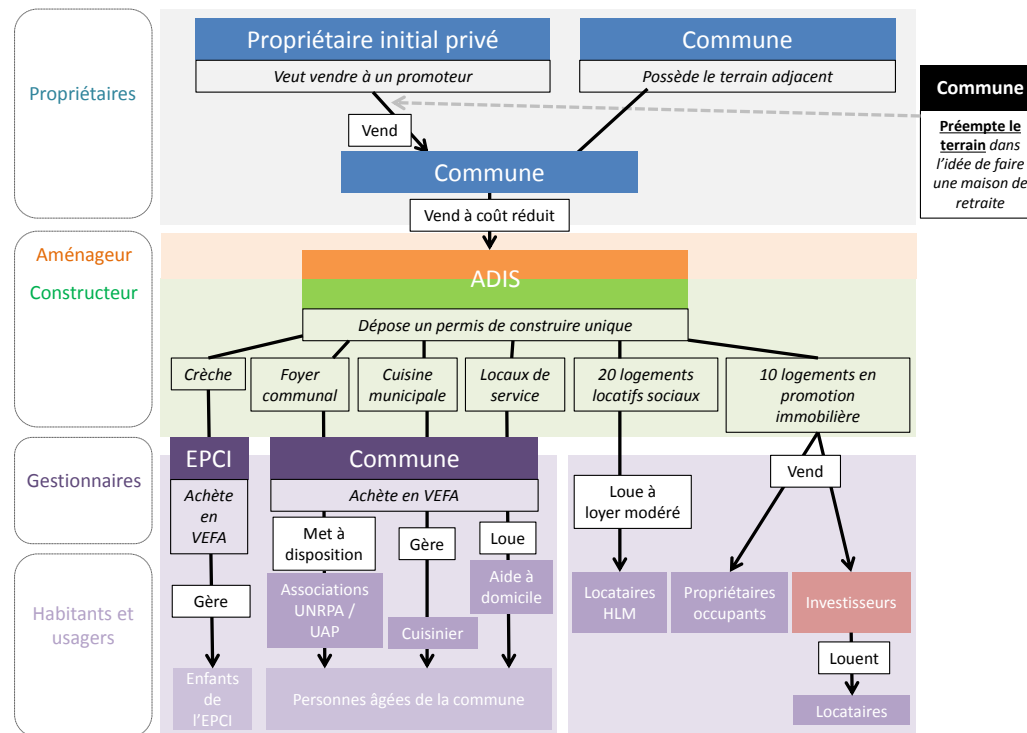 Propriétaires
Propriétaire initial privé
Veut vendre à un promoteur
Commune
Possède le terrain adjacent
Commune
Préempte le
terrain dans
l'idée de faire
une maison de
retraite
Vend
Commune
Vend à coût réduit
Aménageur
Constructeur
ADIS
Dépose un permis de construire unique
Crèche
Foyer
communal
Cuisine
municipale
Locaux de
service
20 logements
locatifs sociaux
10 logements en
promotion
immobilière
Gestionnaires
EPCI
Achète
en
VEFA
Commune
Achète en VEFA
Vend
Loue à
loyer modéré
Met à
disposition
Gère
Loue
Habitants et
usagers
Gère
Associations
UNRPA /
UAP
Cuisinier
Aide à
domicile
Locataires
HLM
Propriétaires
occupants
Investisseurs
Louent
Enfants
de
l'EPCI
Personnes âgées de la commune
Locataires